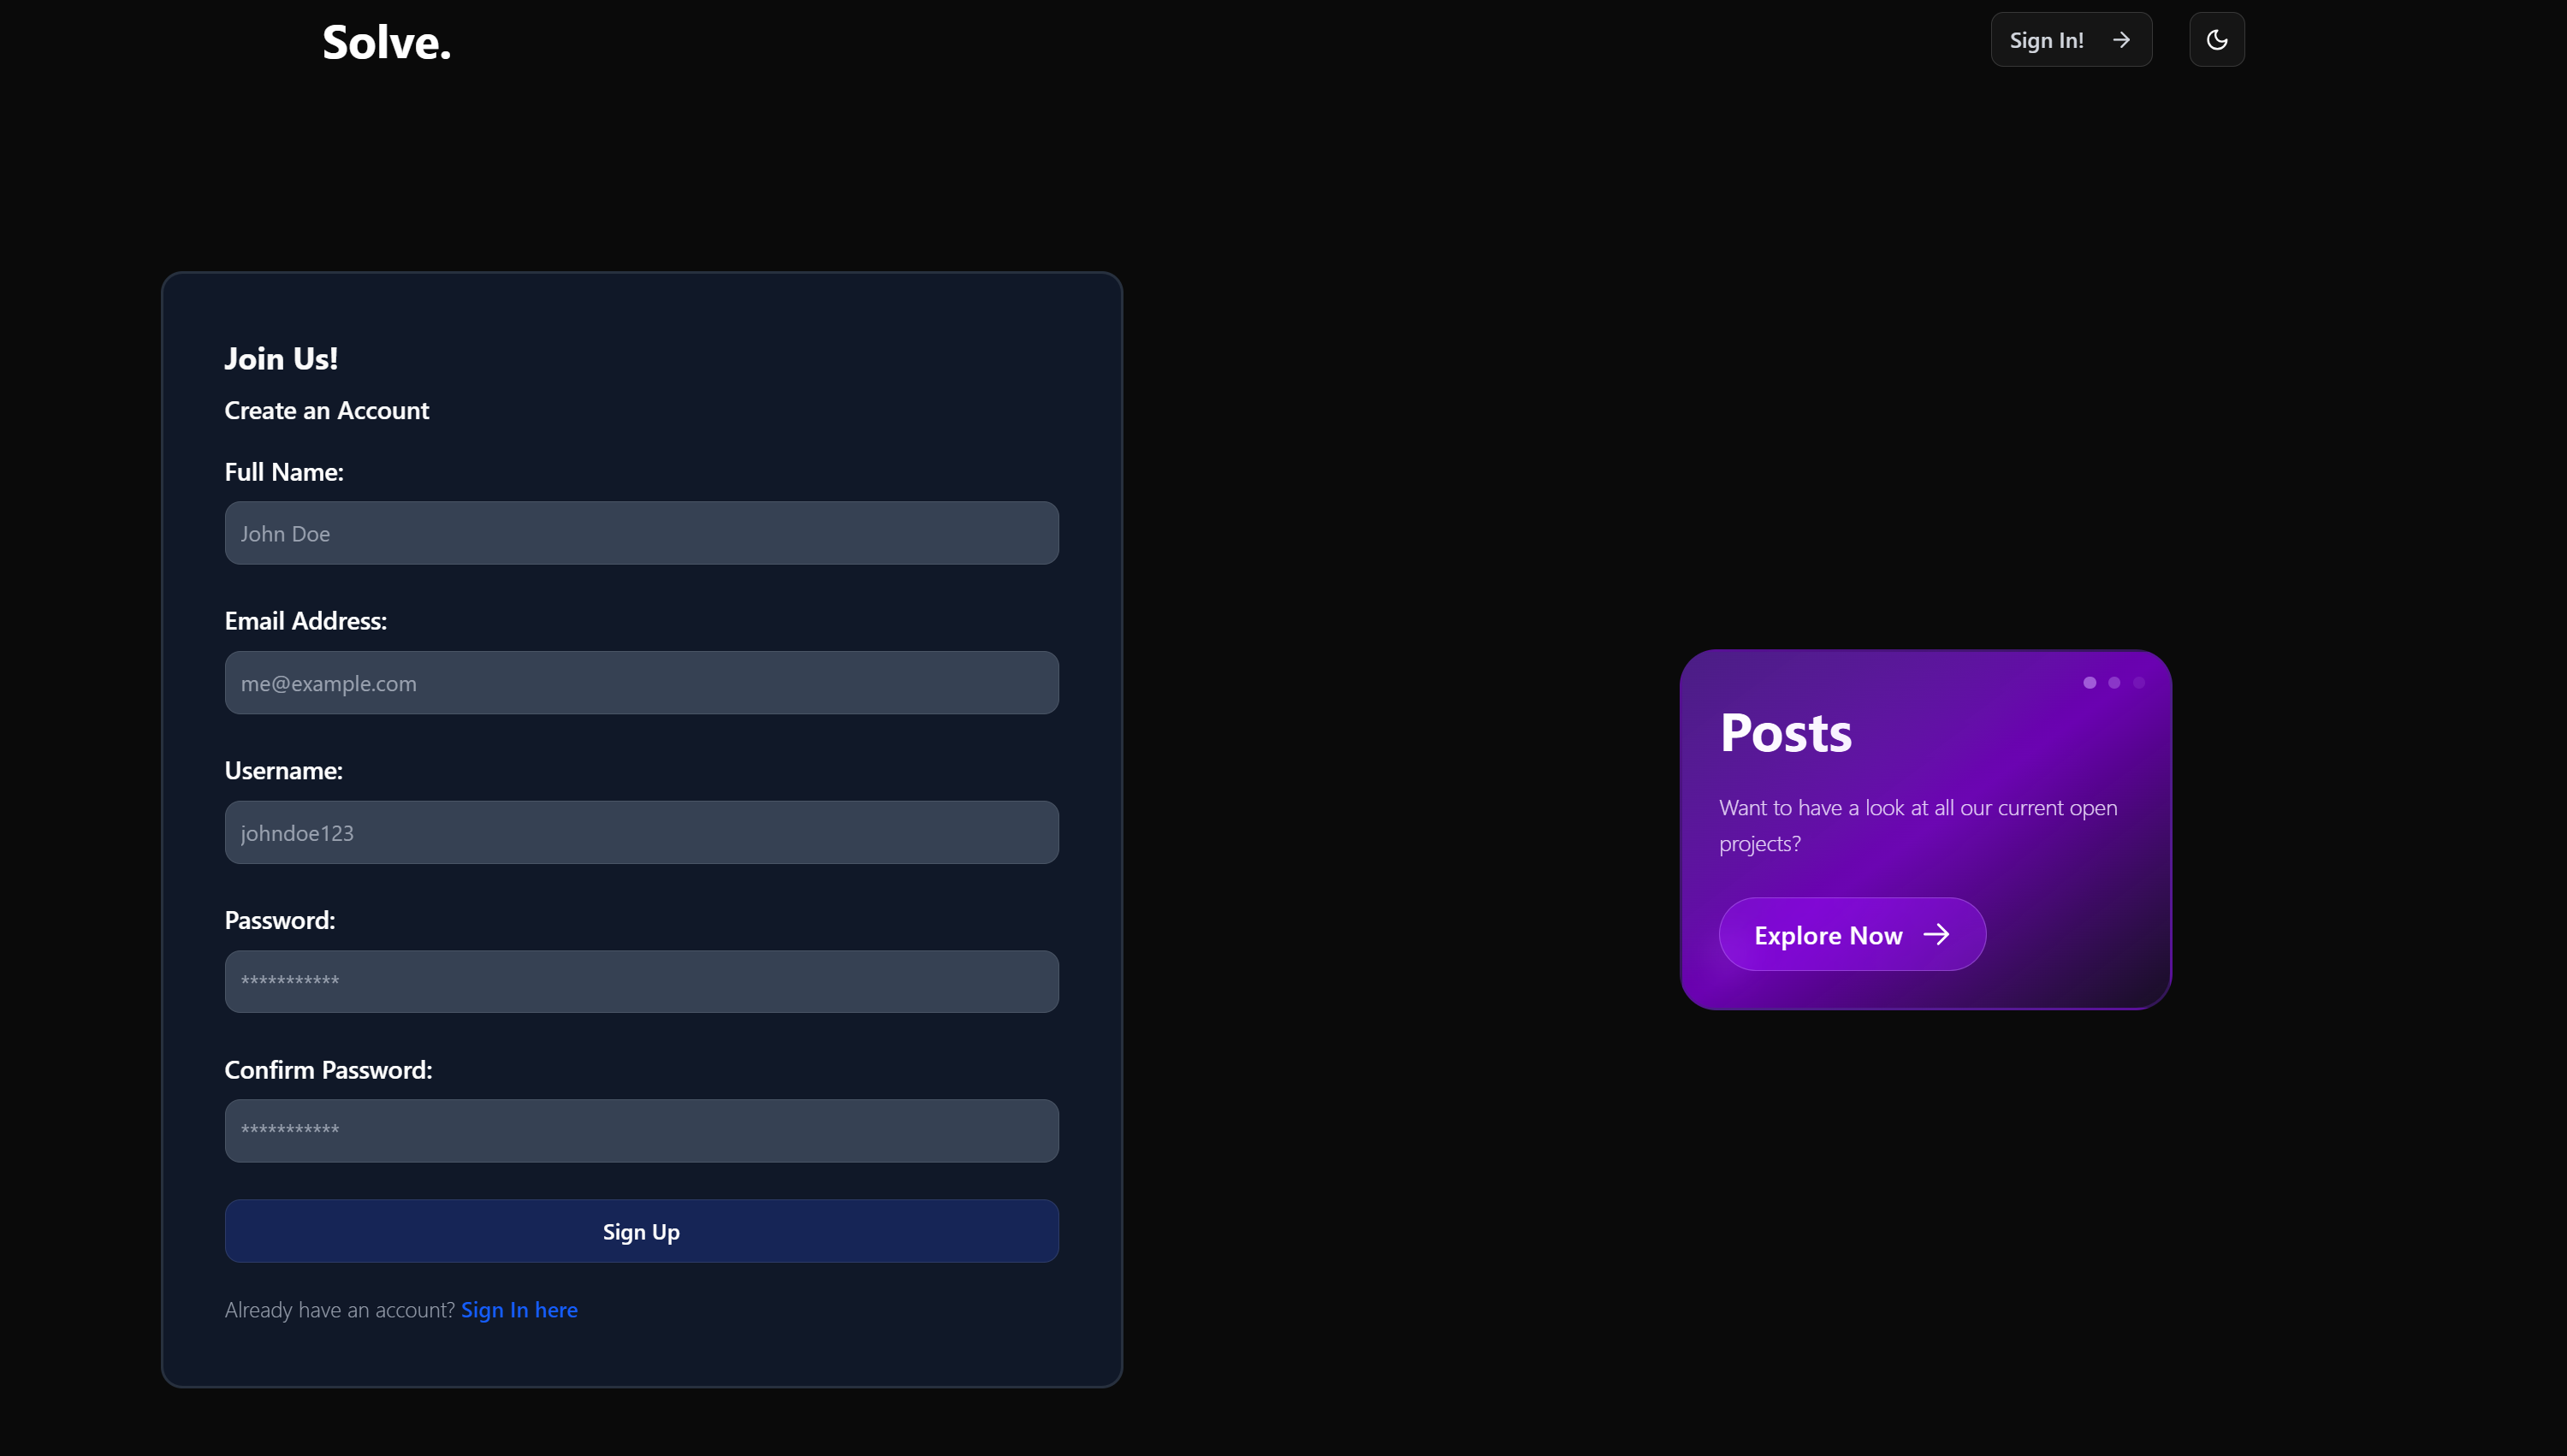 Solve.
Sign In!
Join Us!
Create an Account
Full Name:
John Doe
Email Address:
me@example.com
Username:
johndoe123
Password:
***********
Confirm Password:
***********
Sign Up
Already have an account? Sign In here
Posts
Want to have a look at all our current open
projects?
Explore Now